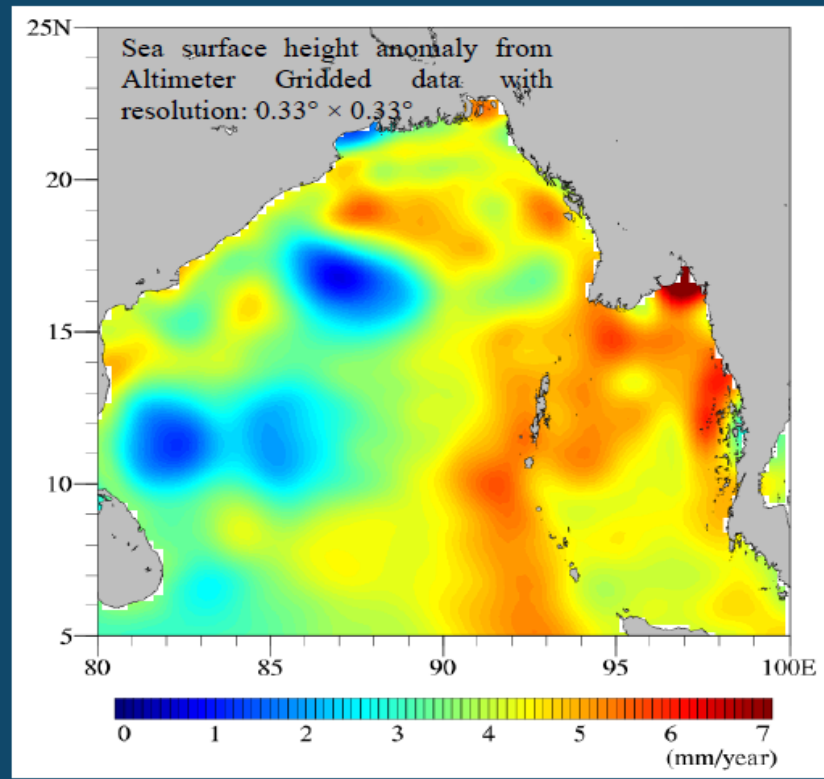 25N
Sea surface height anomaly from
Altimeter Gridded data with
resolution: 0.33° × 0.33°
20
15
10
5
80 85 90 95 100E
0 1 2 3 4 5 6 7
(mm/year)